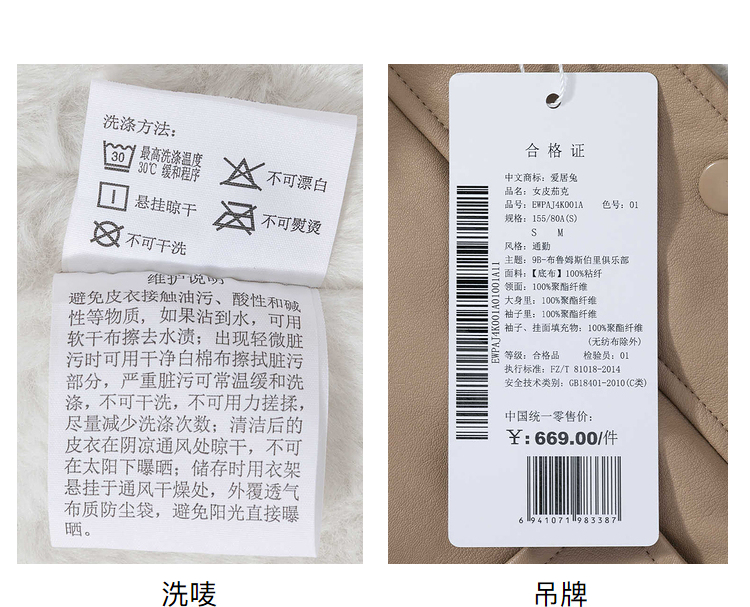 洗涤方法：
30
最高洗涤温度
30℃ 缓和程序
不可漂白
悬挂晾干
不可熨烫
不可干洗
维护说明
避免皮衣接触油污、酸性和碱
性等物质，如果沾到水，可用
软干布擦去水渍；出现轻微脏
污时可用干净白棉布擦拭脏污
部分，严重脏污可常温缓和洗
涤，不可干洗，不可用力搓揉，
尽量减少洗涤次数；清洁后的
皮衣在阴凉通风处晾干，不可
在太阳下曝晒；储存时用衣架
悬挂于通风干燥处，外覆透气
布质防尘袋，避免阳光直接曝
晒。
洗唛
合格证
中文商标：爱居兔
品名：女皮茄克
品号：EWPAJ4K001A 色号：01
规格：155/80A(S)
S M
风格：通勤
主题：9B-布鲁姆斯伯里俱乐部
面料：【底布】100%粘纤
领面：100%聚酯纤维
大身里：100%聚酯纤维
袖子里：100%聚酯纤维
袖子、挂面填充物：100%聚酯纤维
(无纺布除外)
等级：合格品 检验员：01
执行标准：FZ/T 81018-2014
安全技术类别：GB18401-2010(C类)
EWPAJ4K001A01001A11
中国统一零售价：
￥：669.00/件
6 941071 983387
吊牌